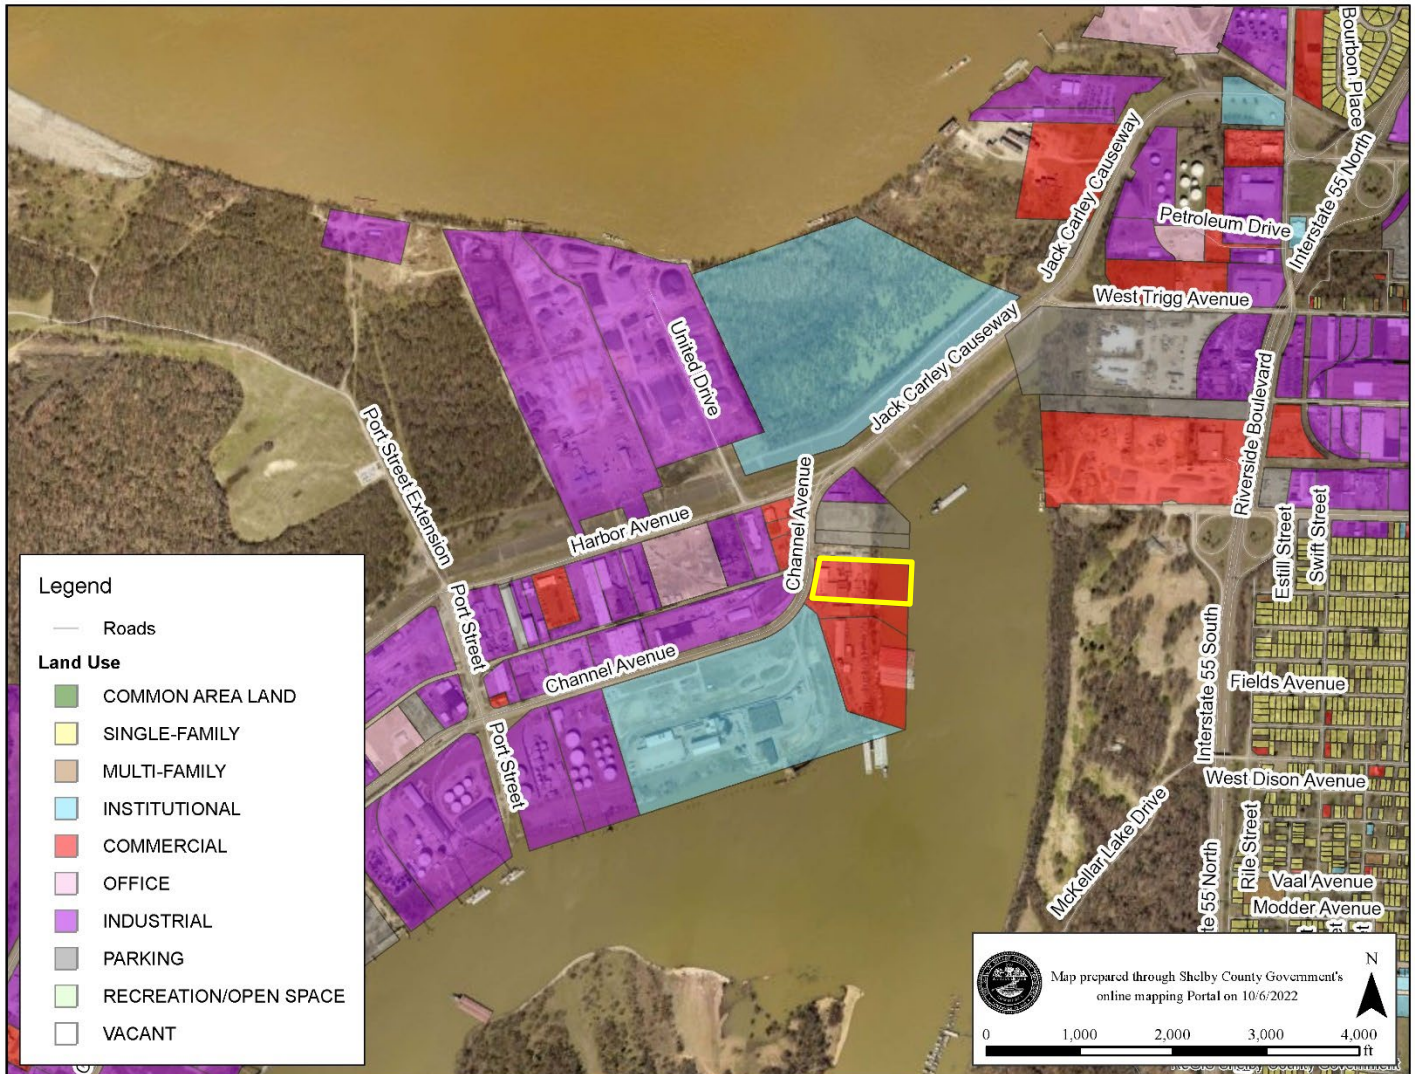 Bourbon Place
Jack Carley Causeway
Interstate 55 North
Petroleum Drive
West Trigg Avenue
United Drive
Jack Carley Causeway
Riverside Boulevard
Port Street Extension
Harbor Avenue
Channel Avenue
Estill Street
Swift Street
Port Street
Channel Avenue
Interstate 55 South
Fields Avenue
Port Street
West Dison Avenue
McKellar Lake Drive
Rile Street
te 55 North
Vaal Avenue
Modder Avenue
Legend
Roads
Land Use
COMMON AREA LAND
SINGLE-FAMILY
MULTI-FAMILY
INSTITUTIONAL
COMMERCIAL
OFFICE
INDUSTRIAL
PARKING
RECREATION/OPEN SPACE
VACANT
Map prepared through Shelby County Government's
online mapping Portal on 10/6/2022
N
0 1,000 2,000 3,000 4,000
ft